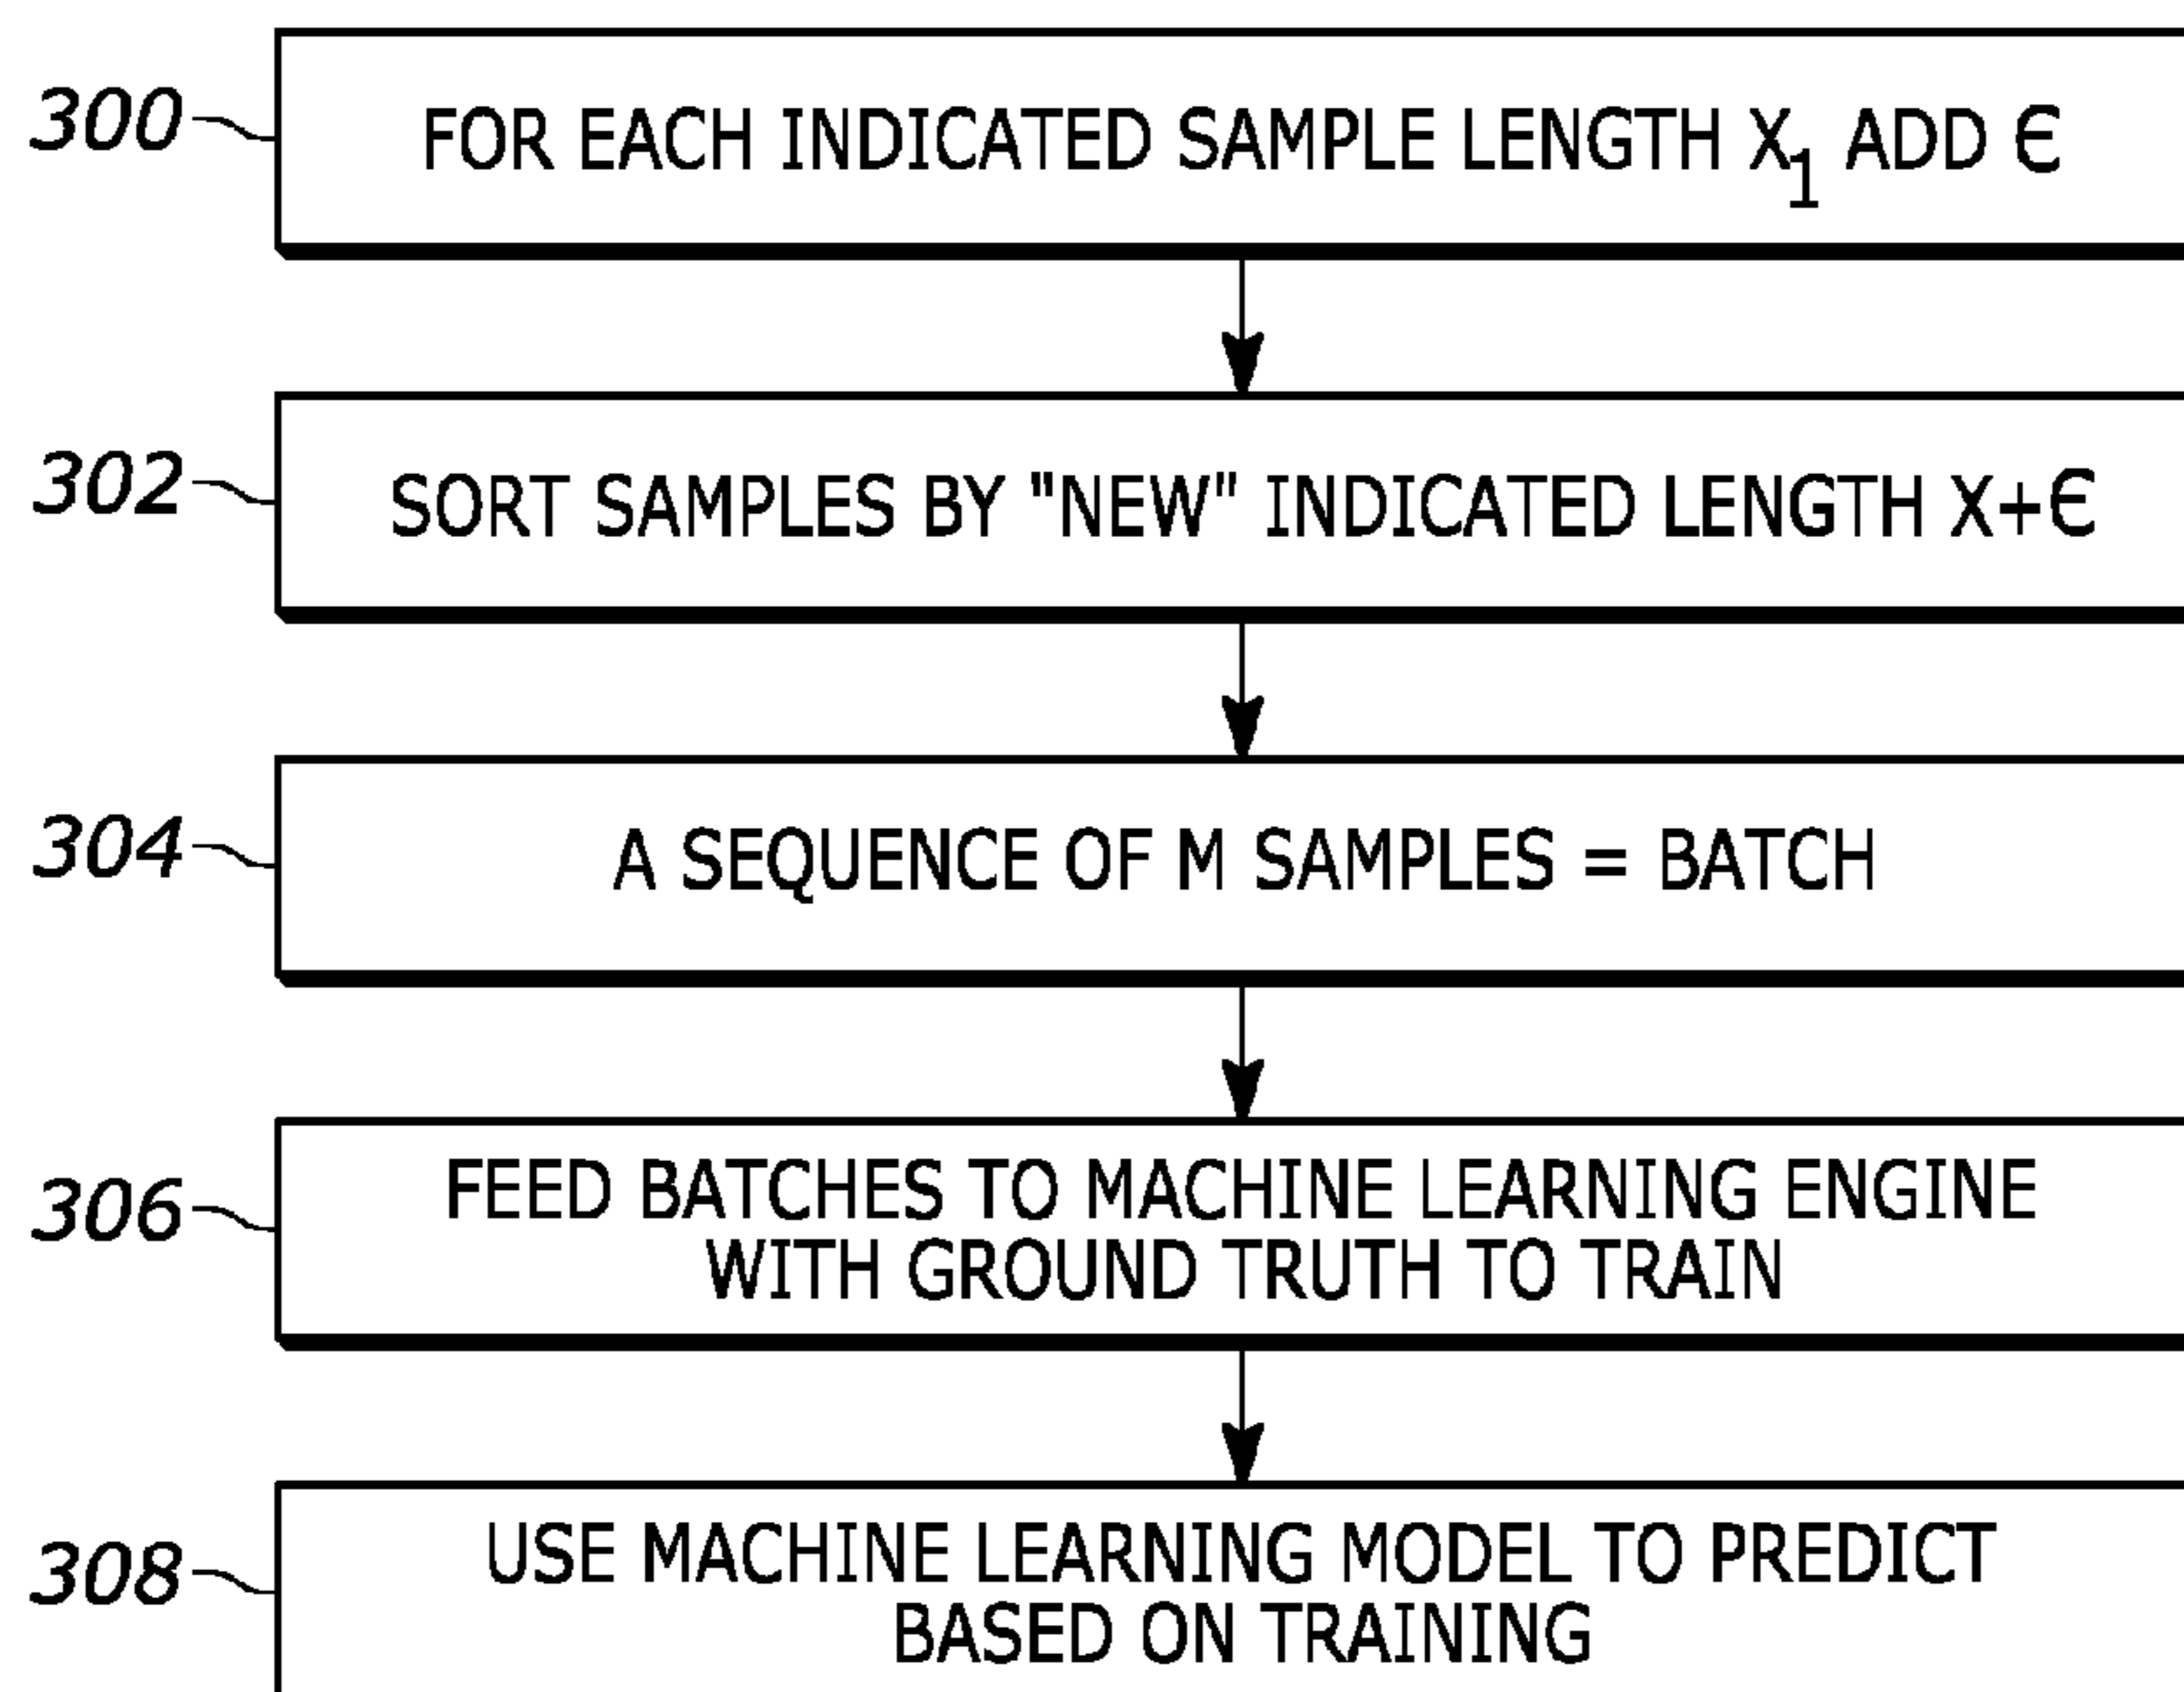 300 FOR EACH INDICATED SAMPLE LENGTH X₁ ADD Є
302 SORT SAMPLES BY "NEW" INDICATED LENGTH X+Є
304 A SEQUENCE OF M SAMPLES = BATCH
306 FEED BATCHES TO MACHINE LEARNING ENGINE
WITH GROUND TRUTH TO TRAIN
308 USE MACHINE LEARNING MODEL TO PREDICT
BASED ON TRAINING